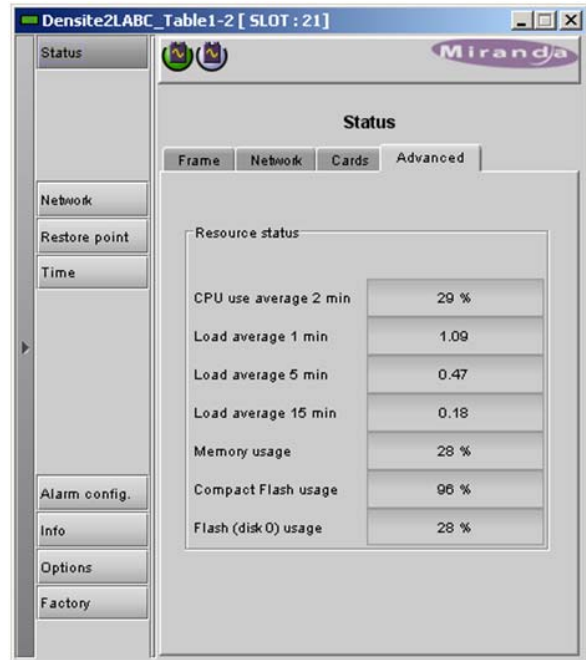 Densite2LABC_Table1-2 [ SLOT : 21]
Status
Miranda
Status
Frame Network Cards Advanced
Network
Restore point
Time
Alarm config.
Info
Options
Factory
Resource status
CPU use average 2 min 29 %
Load average 1 min 1.09
Load average 5 min 0.47
Load average 15 min 0.18
Memory usage 28 %
Compact Flash usage 96 %
Flash (disk 0) usage 28 %